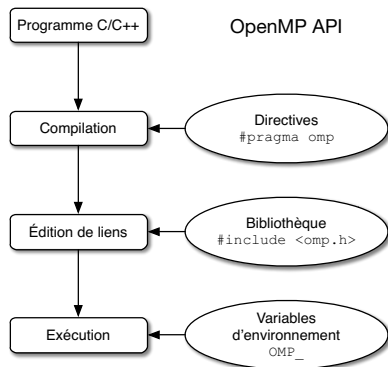 Programme C/C++
OpenMP API
Compilation
Directives
#pragma omp
Édition de liens
Bibliothèque
#include <omp.h>
Exécution
Variables
d'environnement
OMP_